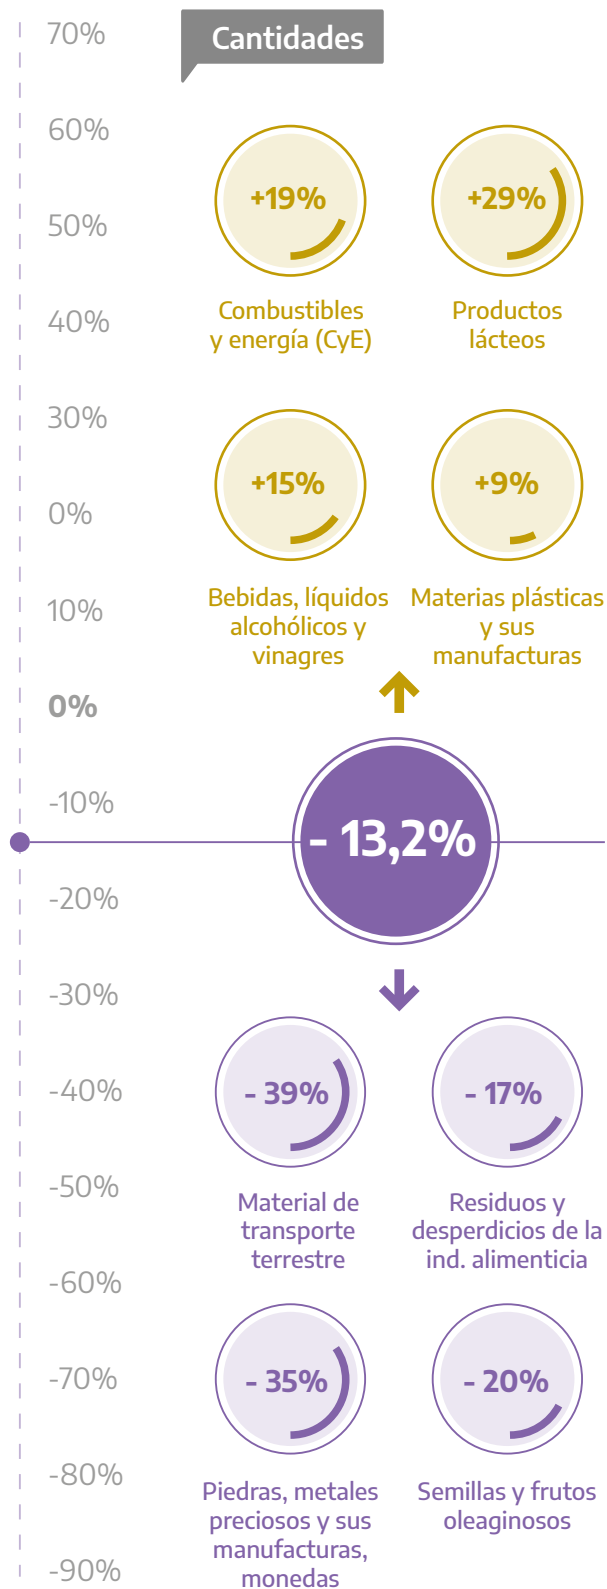 70%
60%
50%
40%
30%
0%
10%
0%
-10%
-20%
-30%
-40%
-50%
-60%
-70%
-80%
-90%
Cantidades
+19%
Combustibles
y energía (CyE)
+29%
Productos
lácteos
+15%
Bebidas, líquidos
alcohólicos y
vinagres
+9%
Materias plásticas
y sus
manufacturas
- 13,2%
- 39%
Material de
transporte
terrestre
- 17%
Residuos y
desperdicios de la
ind. alimenticia
- 35%
Piedras, metales
preciosos y sus
manufacturas,
monedas
- 20%
Semillas y frutos
oleaginosos